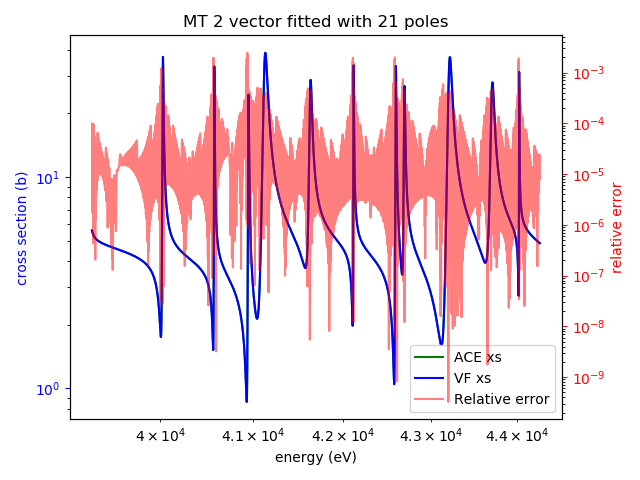 MT 2 vector fitted with 21 poles
cross section (b)
10¹
10⁰
10⁻³
10⁻⁴
10⁻⁵
10⁻⁶
10⁻⁷
10⁻⁸
10⁻⁹
relative error
ACE xs
VF xs
Relative error
4 × 10⁴ 4.1 × 10⁴ 4.2 × 10⁴ 4.3 × 10⁴ 4.4 × 10⁴
energy (eV)